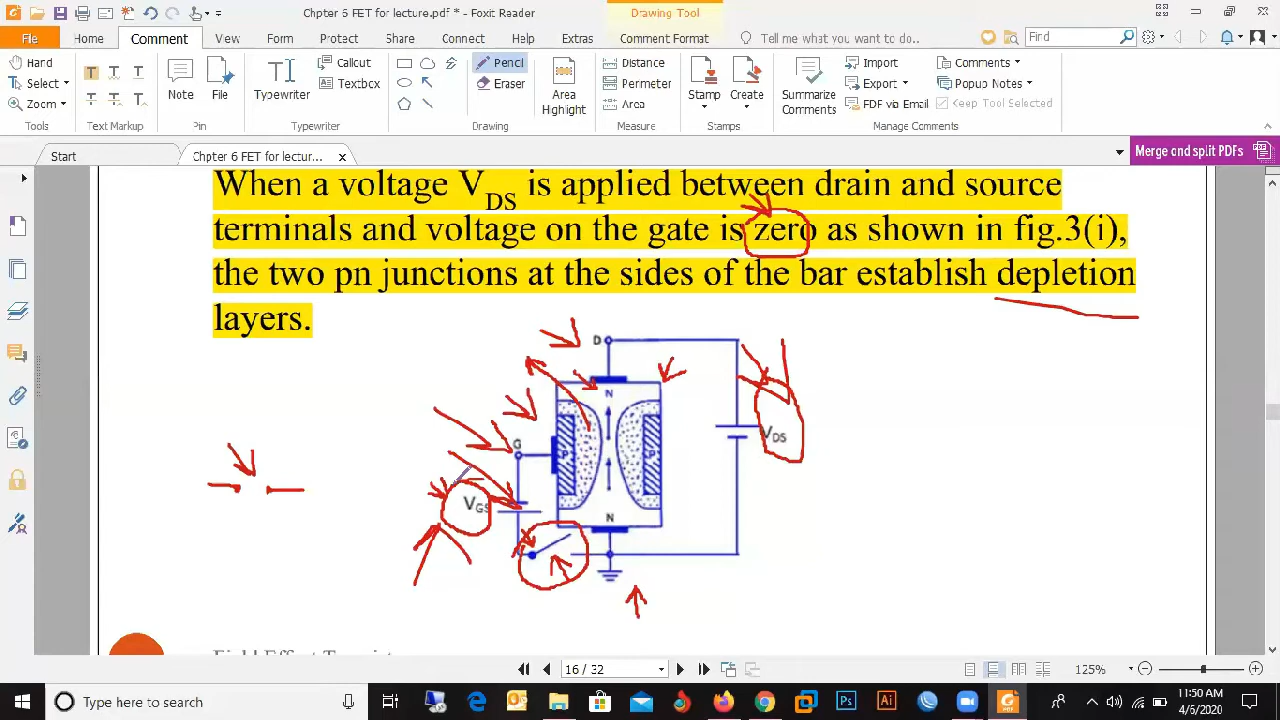 Chpter 6 FET for lecture.pdf * - Foxit Reader
Drawing Tool
File Home Comment View Form Protect Share Connect Help Extras Comment Format Tell me what you want to do.. Find
Hand
Select
Zoom
Tools
Text Markup
Note
File
Pin
Typewriter
Callout
Textbox
Typewriter
Pencil
Eraser
Drawing
Area Highlight
Distance
Perimeter
Area
Measure
Stamp
Create
Stamps
Summarize Comments
Import
Export
FDF via Email
Comments
Popup Notes
Keep Tool Selected
Manage Comments
Start
Chpter 6 FET for lectur...
Merge and split PDFs
When a voltage VDS is applied between drain and source
terminals and voltage on the gate is zero as shown in fig.3(i),
the two pn junctions at the sides of the bar establish depletion
layers.
D
N
G
P
P
VDS
VGS
N
16 / 32
125%
Type here to search
11:50 AM
4/6/2020